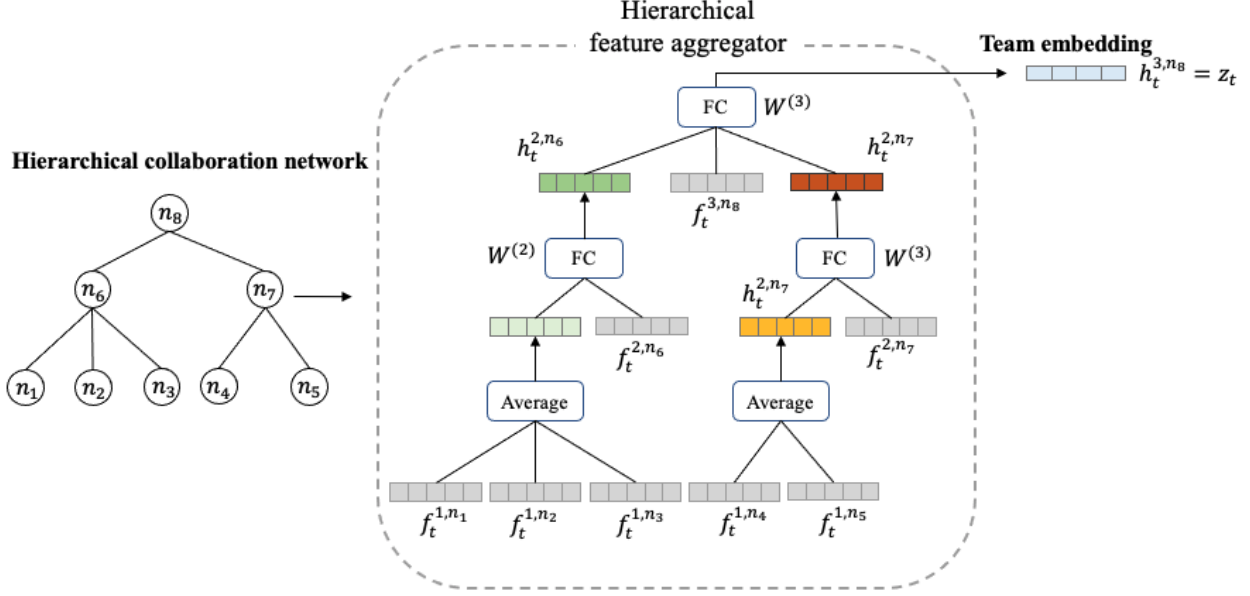 Hierarchical
feature aggregator
Team embedding
h_t^{3,n_8} = z_t
FC W^{(3)}
h_t^{2,n_6} h_t^{2,n_7}
Hierarchical collaboration network
f_t^{3,n_8}
n_8
W^{(2)} FC FC W^{(3)}
n_6 n_7
h_t^{2,n_7}
f_t^{2,n_6} f_t^{2,n_7}
n_1 n_2 n_3 n_4 n_5
Average Average
f_t^{1,n_1} f_t^{1,n_2} f_t^{1,n_3} f_t^{1,n_4} f_t^{1,n_5}